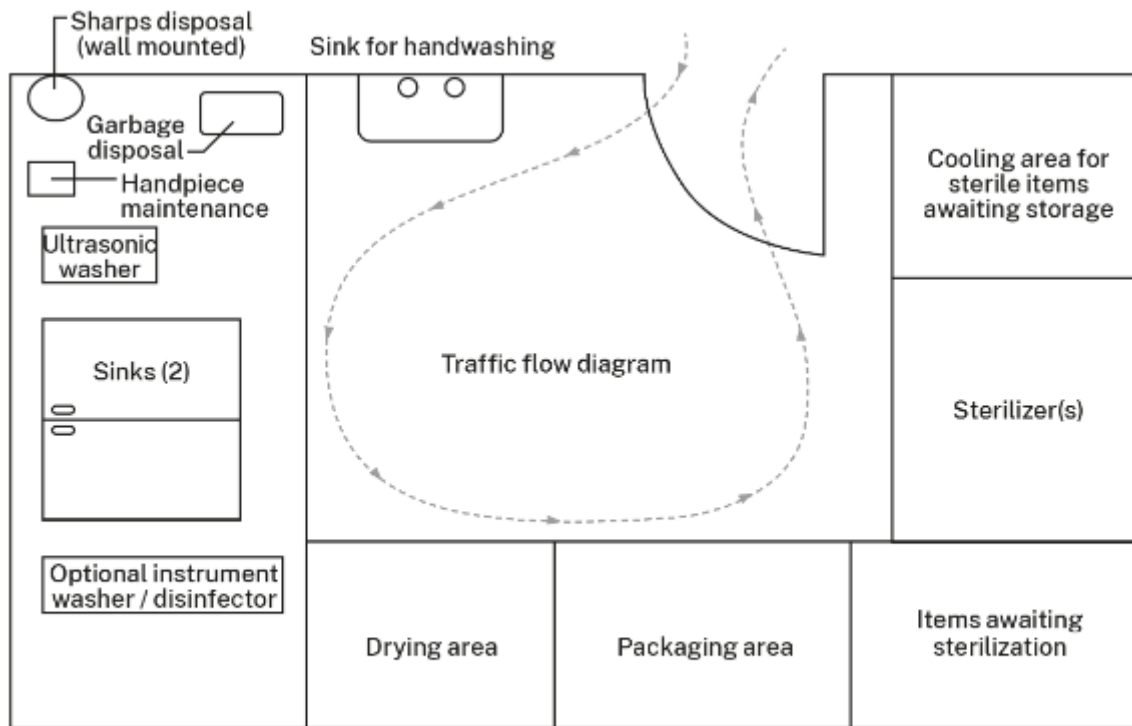 Sharps disposal
(wall mounted)
Sink for handwashing
Garbage
disposal
Handpiece
maintenance
Ultrasonic
washer
Sinks (2)
Optional instrument
washer / disinfector
Traffic flow diagram
Cooling area for
sterile items
awaiting storage
Sterilizer(s)
Drying area
Packaging area
Items awaiting
sterilization